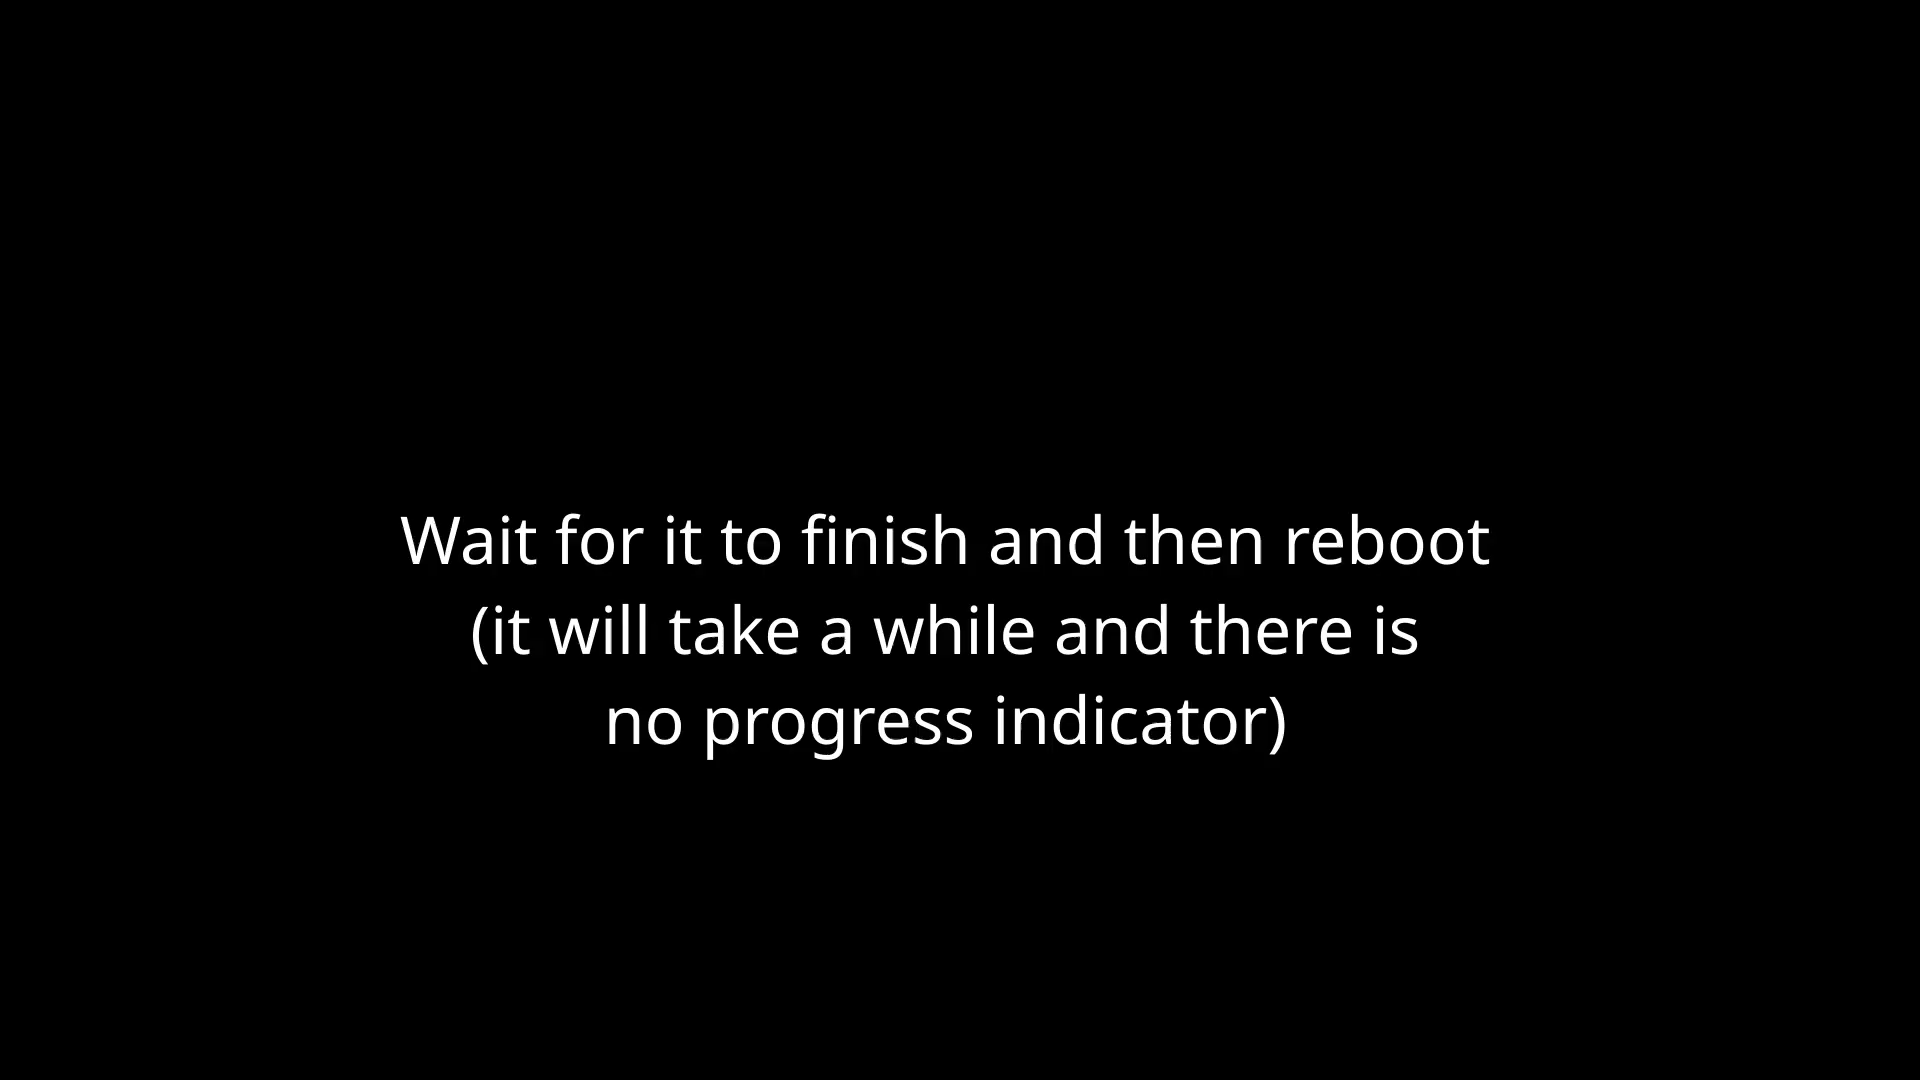 Wait for it to finish and then reboot
(it will take a while and there is
no progress indicator)